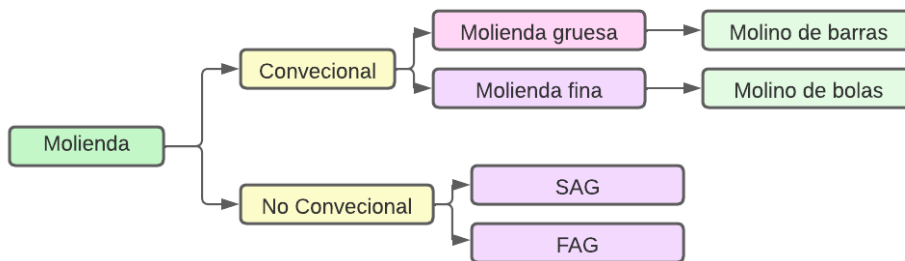 Molienda
Convecional
Molienda gruesa
Molino de barras
Molienda fina
Molino de bolas
No Convecional
SAG
FAG